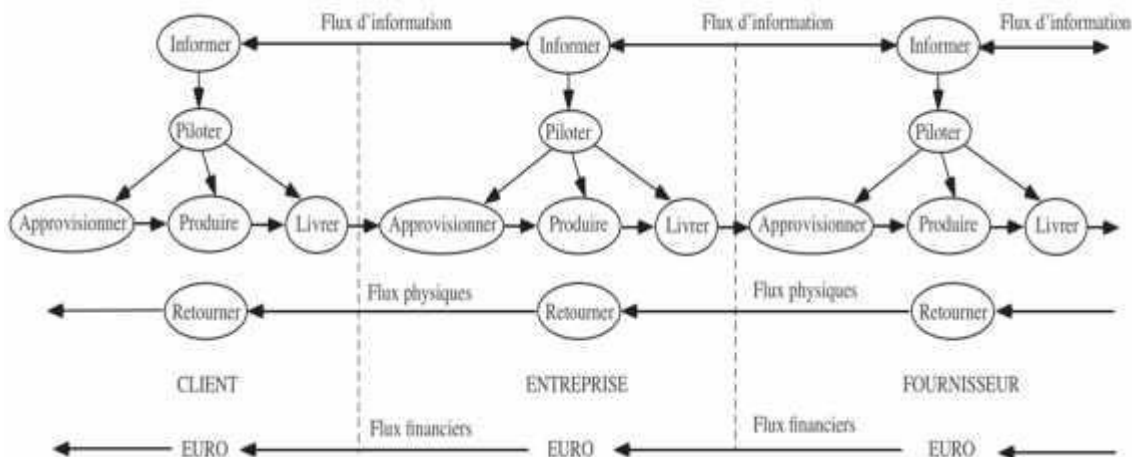 Flux d'information
Flux d'information
Flux d'information
Informer
Informer
Informer
Piloter
Piloter
Piloter
Approvisionner
Produire
Livrer
Approvisionner
Produire
Livrer
Approvisionner
Produire
Livrer
Flux physiques
Flux physiques
Retourner
Retourner
Retourner
CLIENT
ENTREPRISE
FOURNISSEUR
Flux financiers
Flux financiers
EURO
EURO
EURO